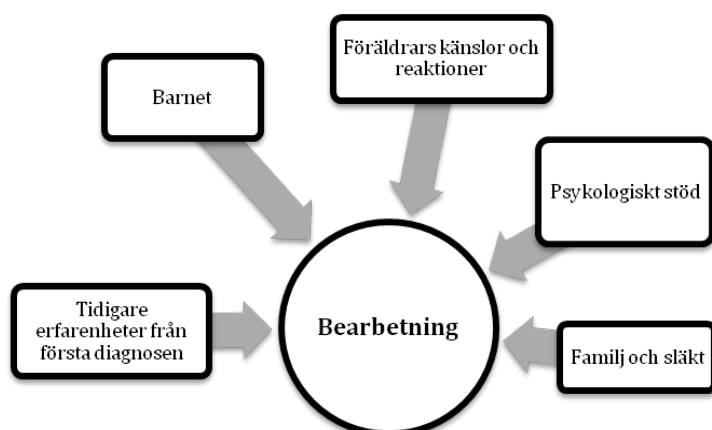 Föräldrars känslor och
reaktioner
Barnet
Psykologiskt stöd
Tidigare
erfarenheter från
första diagnosen
Bearbetning
Familj och släkt